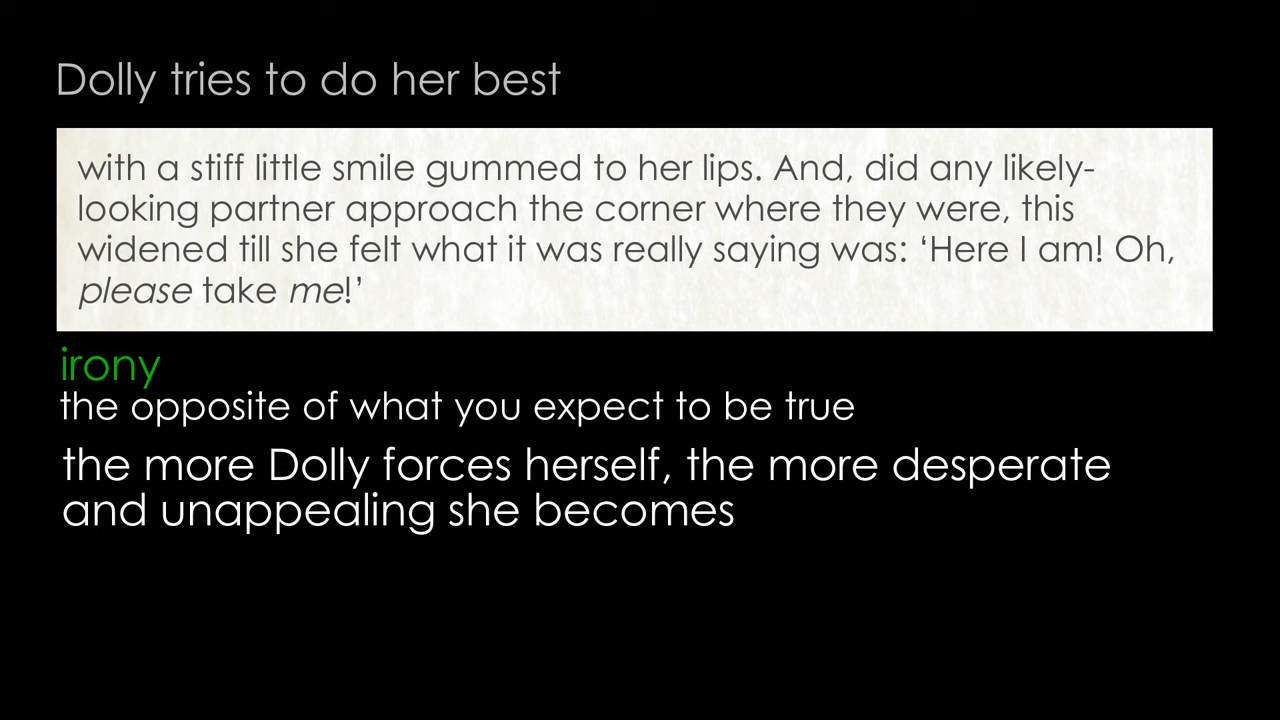 Dolly tries to do her best
with a stiff little smile gummed to her lips. And, did any likely-
looking partner approach the corner where they were, this
widened till she felt what it was really saying was: ‘Here I am! Oh,
please take me!’
irony
the opposite of what you expect to be true
the more Dolly forces herself, the more desperate
and unappealing she becomes